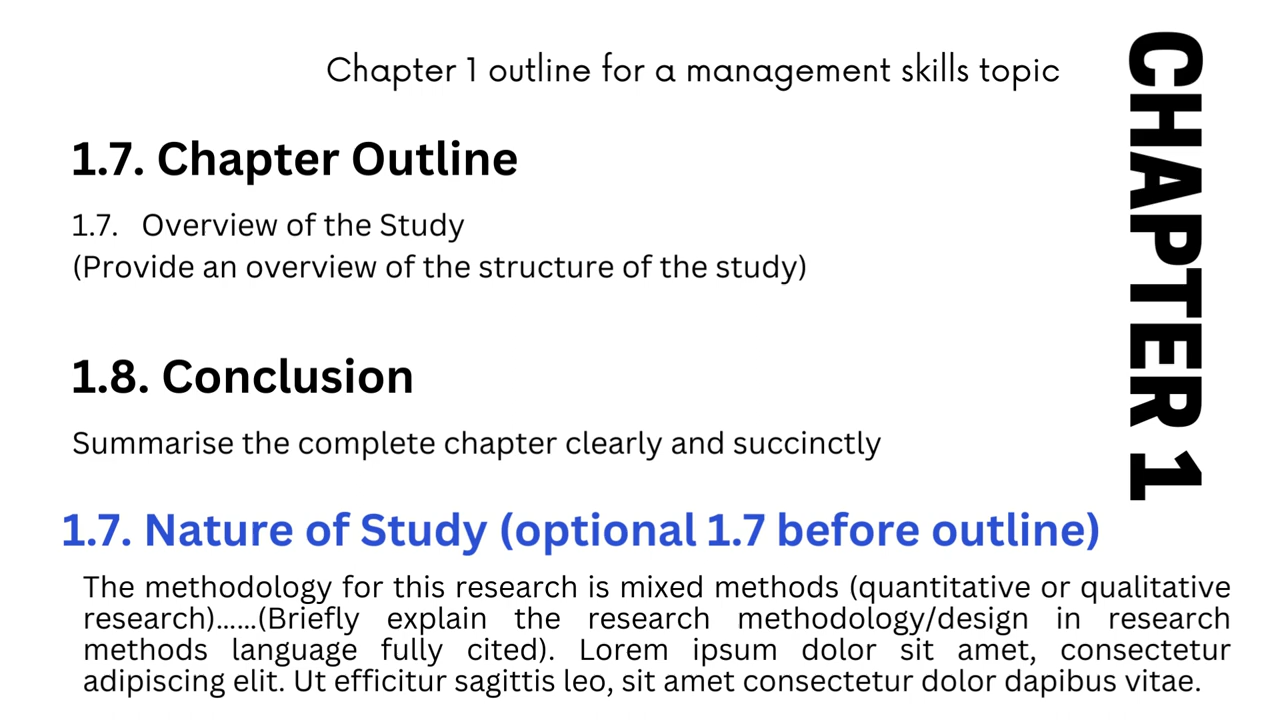 Chapter 1 outline for a management skills topic
CHAPTER 1
1.7. Chapter Outline
1.7. Overview of the Study
(Provide an overview of the structure of the study)
1.8. Conclusion
Summarise the complete chapter clearly and succinctly
1.7. Nature of Study (optional 1.7 before outline)
The methodology for this research is mixed methods (quantitative or qualitative
research)......(Briefly explain the research methodology/design in research
methods language fully cited). Lorem ipsum dolor sit amet, consectetur
adipiscing elit. Ut efficitur sagittis leo, sit amet consectetur dolor dapibus vitae.